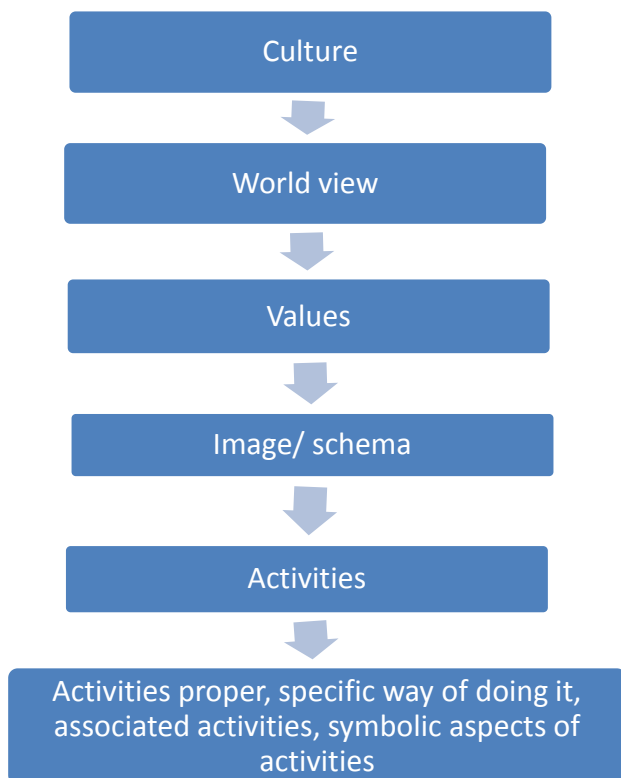 Culture
World view
Values
Image/ schema
Activities
Activities proper, specific way of doing it,
associated activities, symbolic aspects of
activities